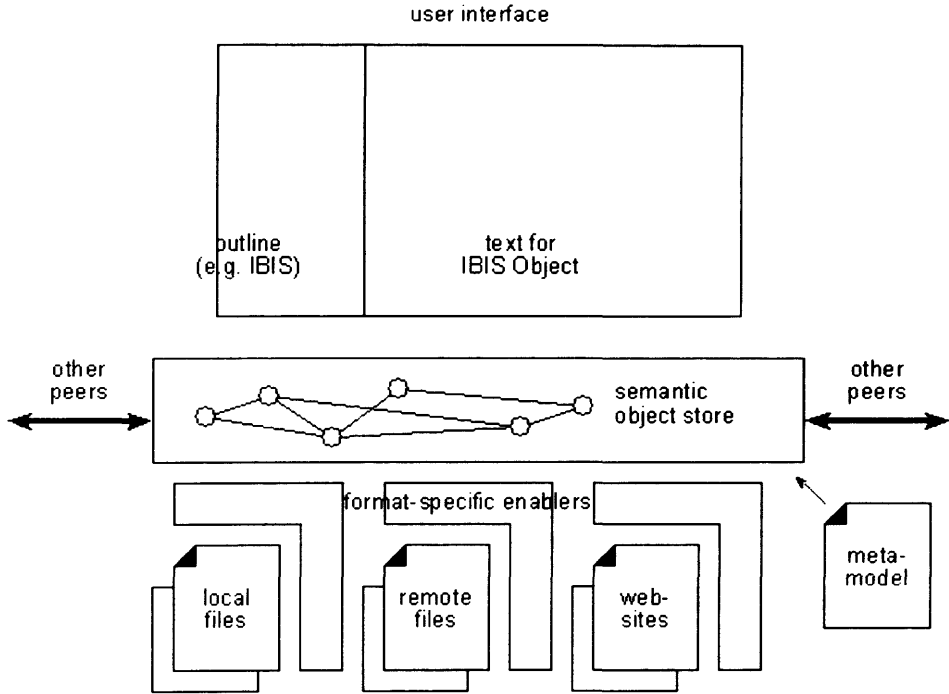 user interface
outline
(e.g. IBIS)
text for
IBIS Object
other
peers
semantic
object store
other
peers
format-specific enablers
local
files
remote
files
web-
sites
meta-
model